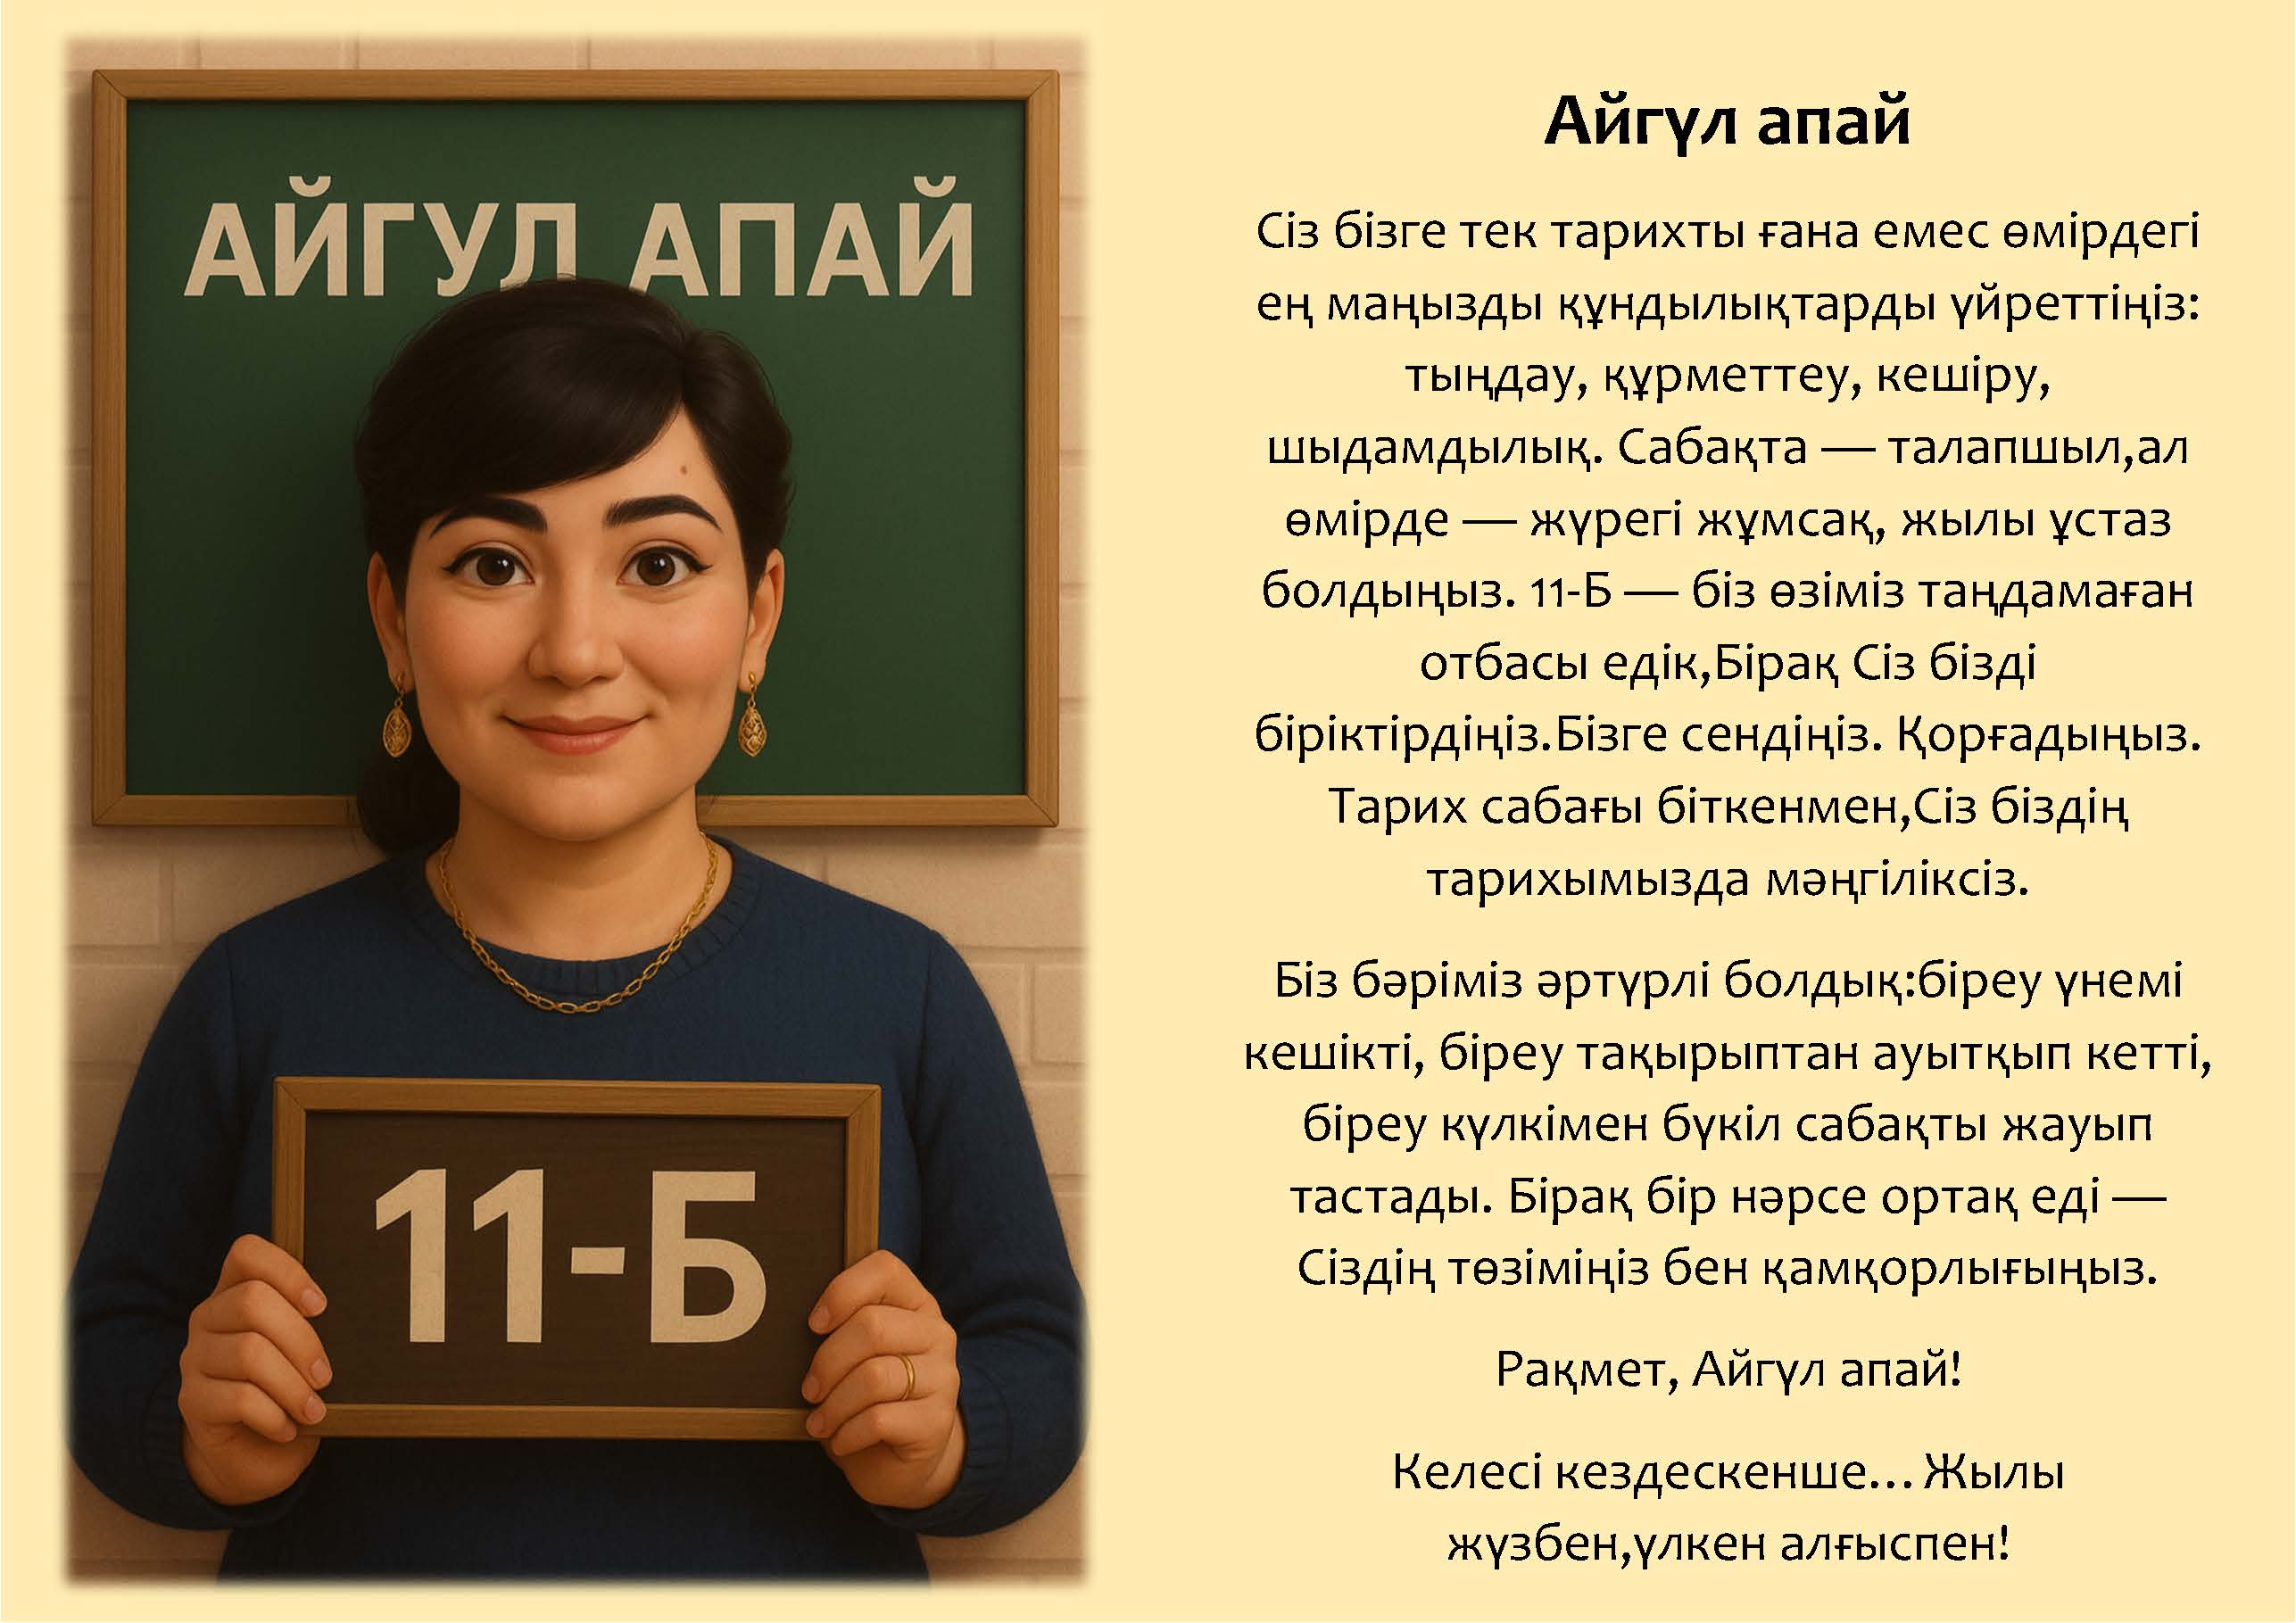 АЙГУЛ АПАЙ
11-Б
Айгүл апай
Сіз бізге тек тарихты ғана емес өмірдегі
ең маңызды құндылықтарды үйреттіңіз:
тыңдау, құрметтеу, кешіру,
шыдамдылық. Сабақта — талапшыл,ал
өмірде — жүрегі жұмсақ, жылы ұстаз
болдыңыз. 11-Б — біз өзіміз таңдамаған
отбасы едік,Бірақ Сіз бізді
біріктірдіңіз.Бізге сендіңіз. Қорғадыңыз.
Тарих сабағы біткенмен,Сіз біздің
тарихымызда мәңгіліксіз.
Біз бәріміз әртүрлі болдық:біреу үнемі
кешікті, біреу тақырыптан ауытқып кетті,
біреу күлкімен бүкіл сабақты жауып
тастады. Бірақ бір нәрсе ортақ еді —
Сіздің төзіміңіз бен қамқорлығыңыз.
Рақмет, Айгүл апай!
Келесі кездескенше... Жылы
жүзбен,үлкен алғыспен!